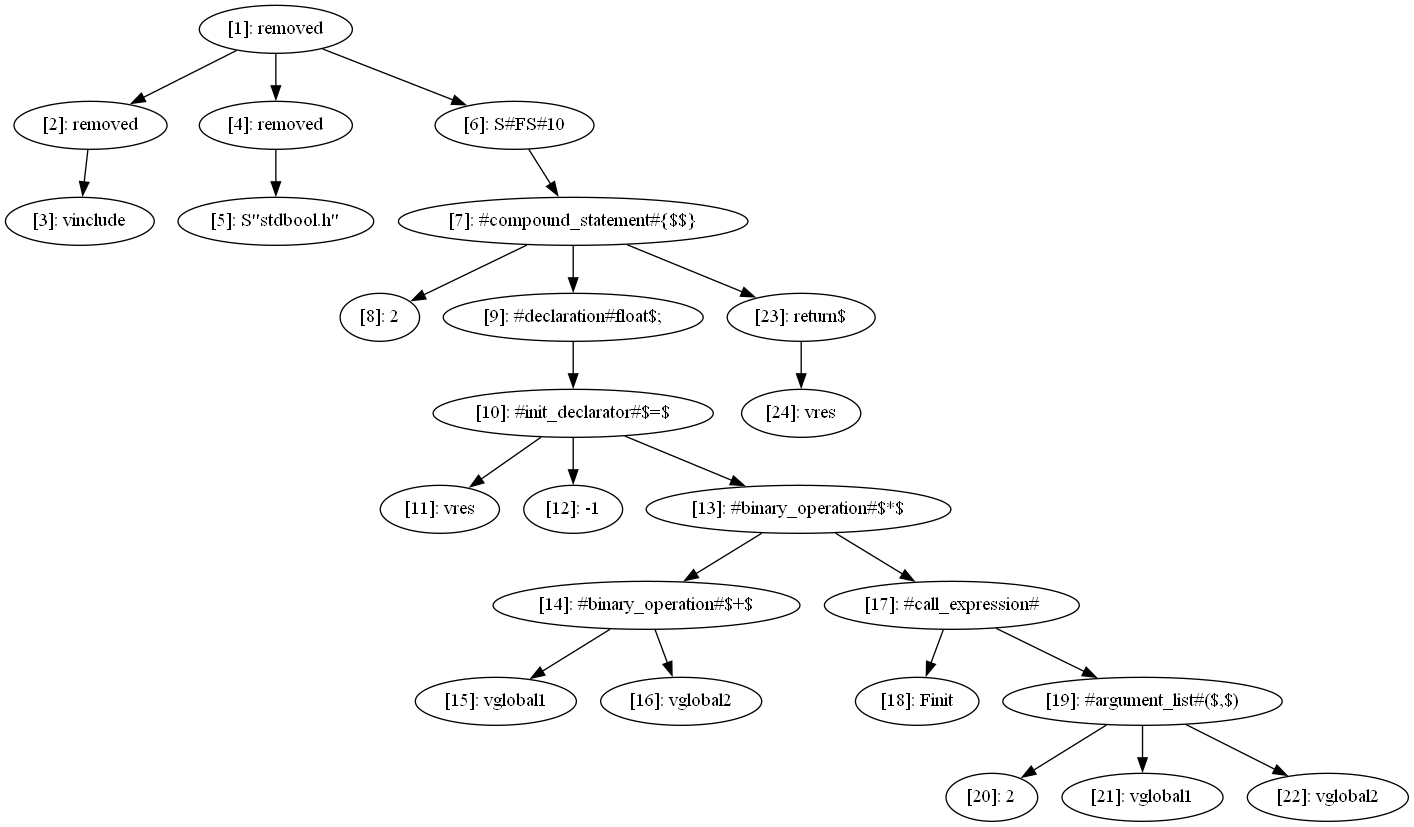 [1]: removed
[2]: removed
[4]: removed
[6]: S#FS#10
[3]: vinclude
[5]: S"stdbool.h"
[7]: #compound_statement#{$$}
[8]: 2
[9]: #declaration#float$;
[23]: return$
[10]: #init_declarator#$=$
[24]: vres
[11]: vres
[12]: -1
[13]: #binary_operation#$*$
[14]: #binary_operation#$+$
[17]: #call_expression#
[15]: vglobal1
[16]: vglobal2
[18]: Finit
[19]: #argument_list#($,$)
[20]: 2
[21]: vglobal1
[22]: vglobal2